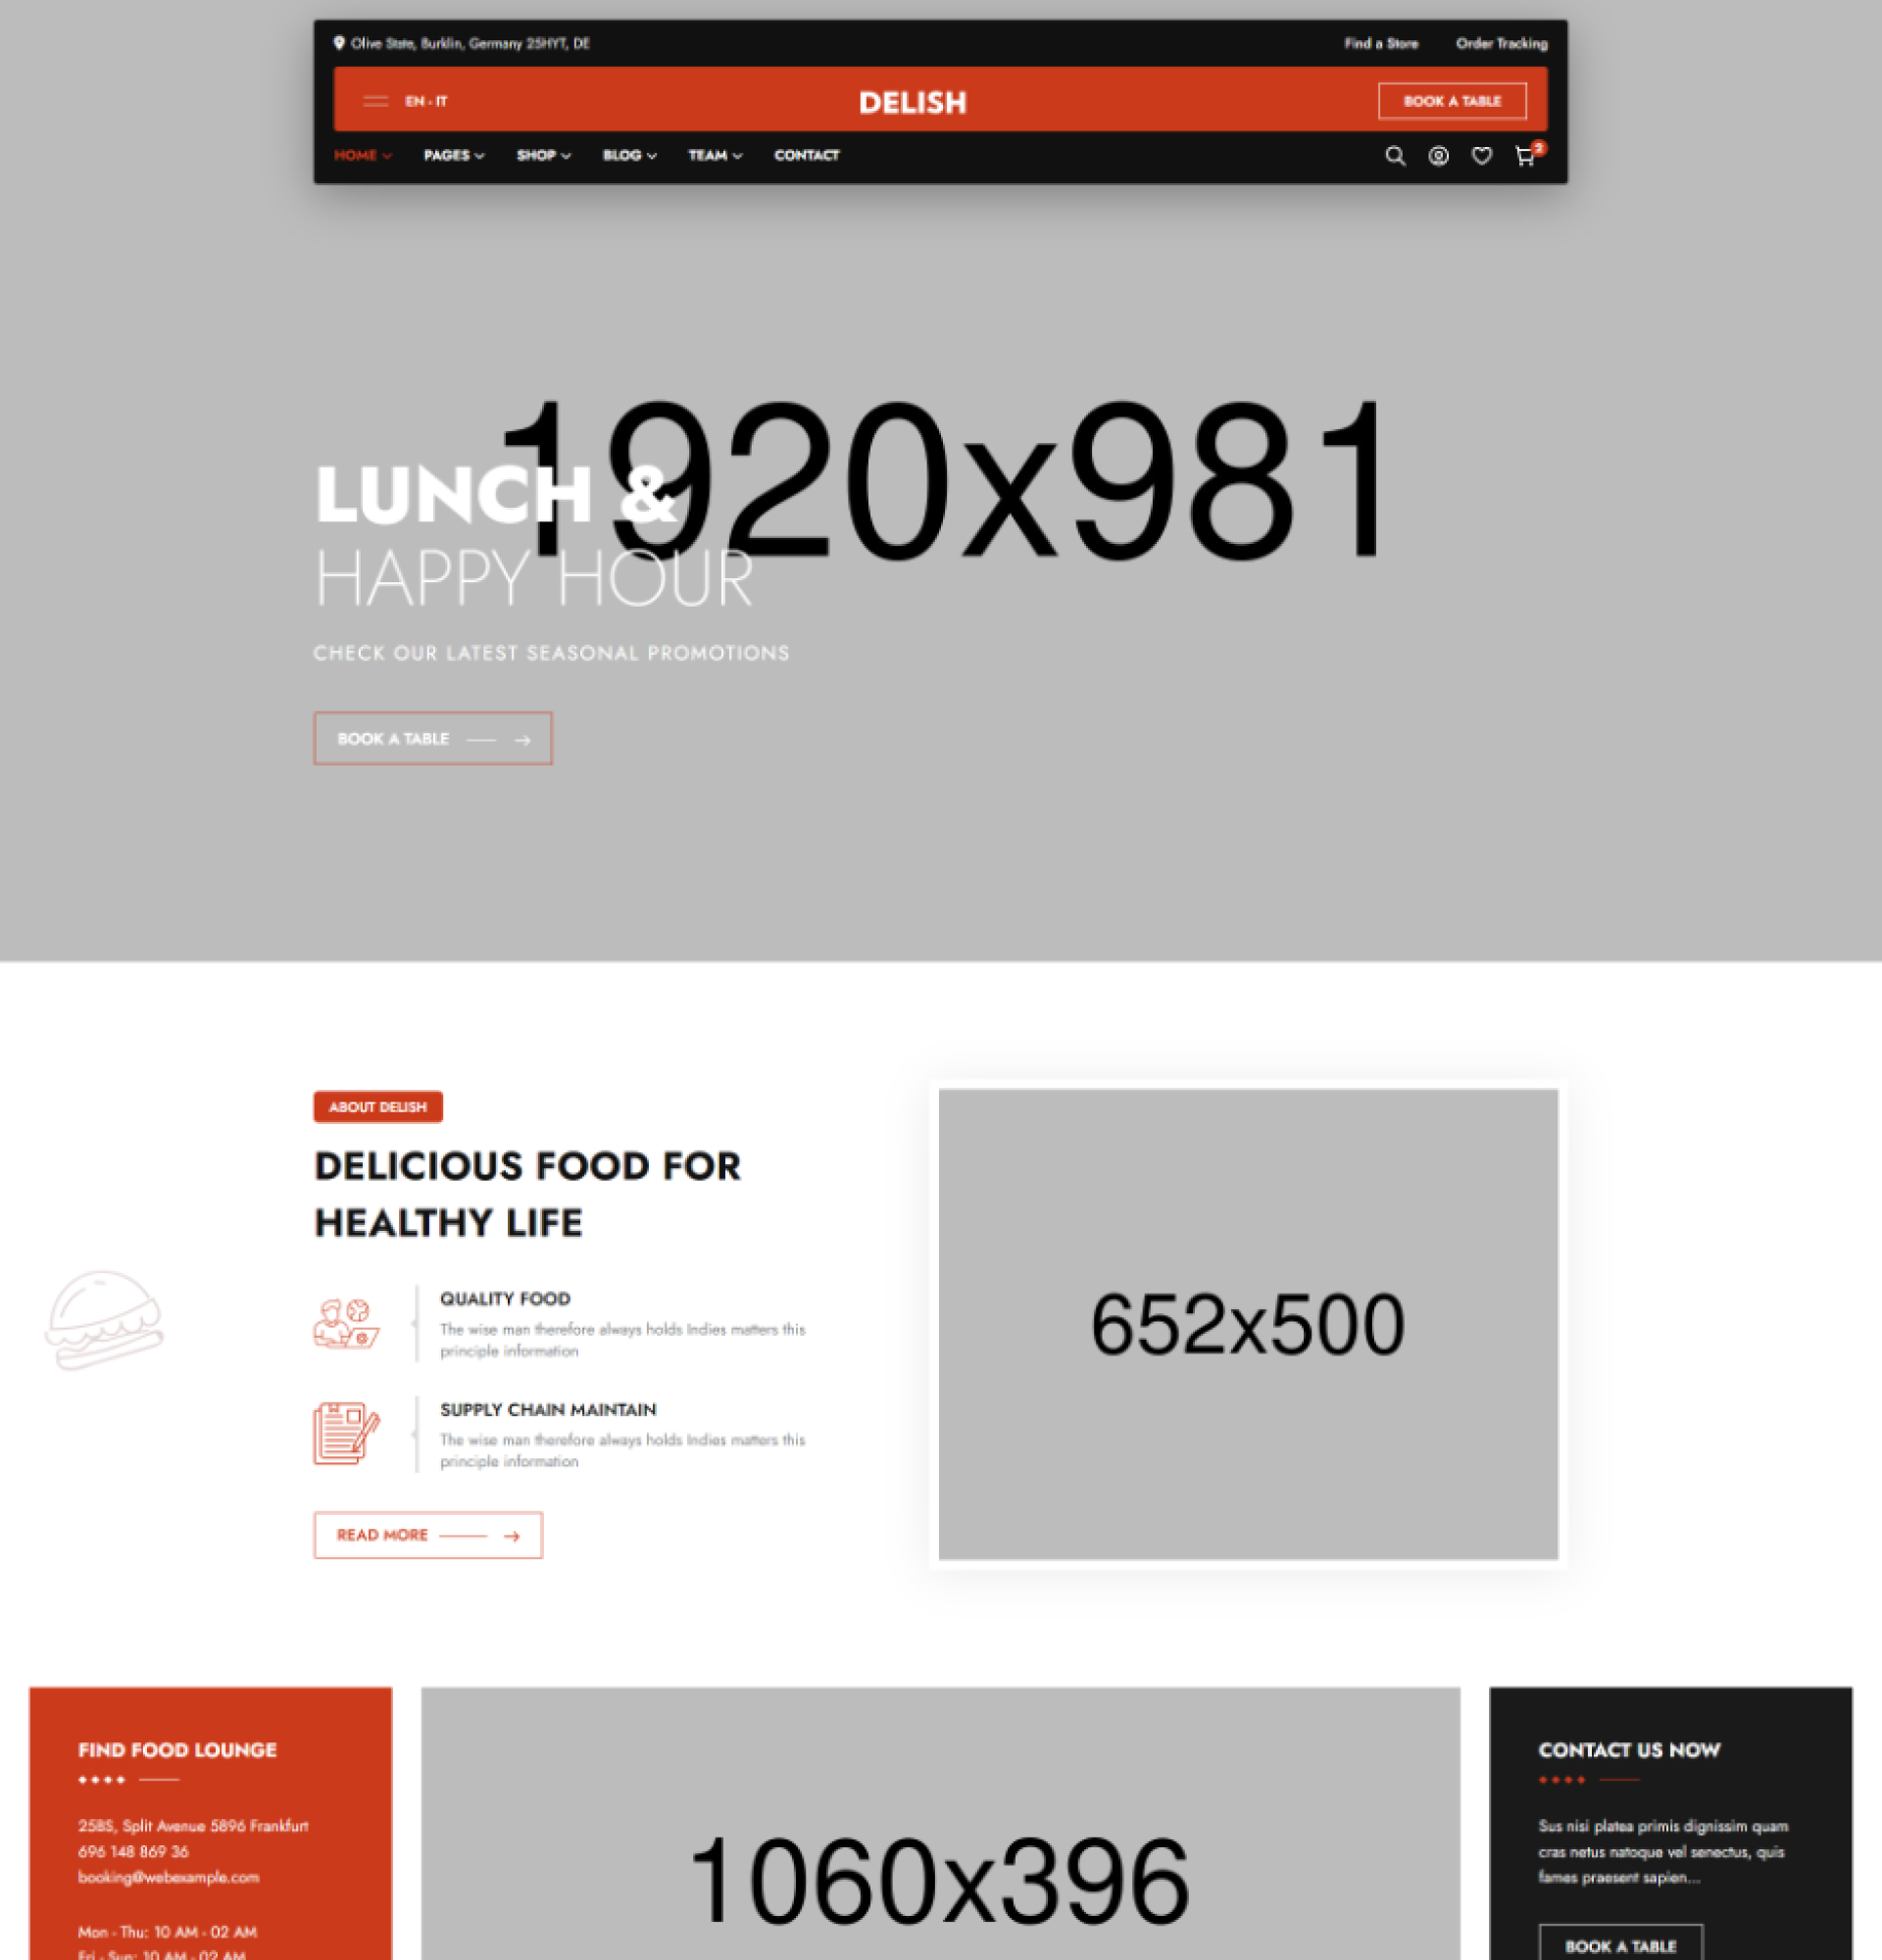 Olive State, Burklin, Germany 25HYT, DE
Find a Store
Order Tracking
EN - IT
DELISH
BOOK A TABLE
HOME
PAGES
SHOP
BLOG
TEAM
CONTACT
2
1920x981
LUNCH &
HAPPY HOUR
CHECK OUR LATEST SEASONAL PROMOTIONS
BOOK A TABLE
ABOUT DELISH
DELICIOUS FOOD FOR
HEALTHY LIFE
QUALITY FOOD
The wise man therefore always holds Indies matters this
principle information
SUPPLY CHAIN MAINTAIN
The wise man therefore always holds Indies matters this
principle information
READ MORE
652x500
FIND FOOD LOUNGE
258S, Split Avenue 5896 Frankfurt
696 148 869 36
booking@webexample.com
Mon - Thu: 10 AM - 02 AM
Fri - Sun: 10 AM - 02 AM
1060x396
CONTACT US NOW
Sus nisi platea primis dignissim quam
cras netus natoque vel senectus, quis
fames praesent sapien...
BOOK A TABLE